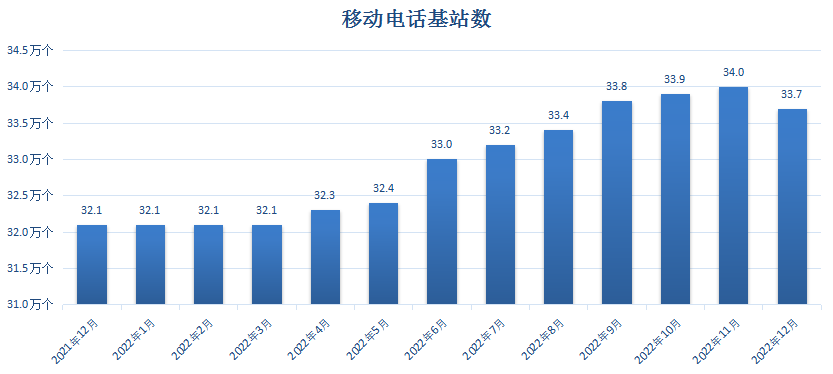 移动电话基站数
34.5万个
34.0万个
33.5万个
33.0万个
32.5万个
32.0万个
31.5万个
31.0万个
32.1
32.1
32.1
32.1
32.3
32.4
33.0
33.2
33.4
33.8
33.9
34.0
33.7
2021年12月
2022年1月
2022年2月
2022年3月
2022年4月
2022年5月
2022年6月
2022年7月
2022年8月
2022年9月
2022年10月
2022年11月
2022年12月